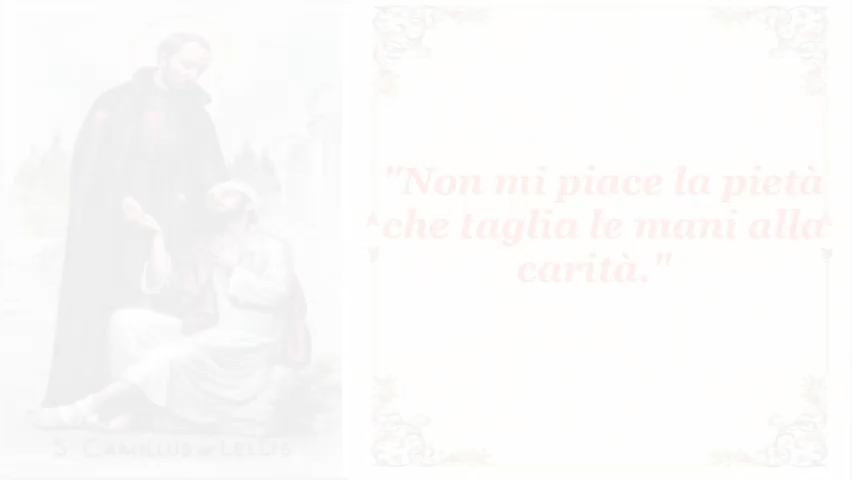 "Non mi piace la pietà
che taglia le mani alla
carità."
S. CAMILLUS DE LELLIS